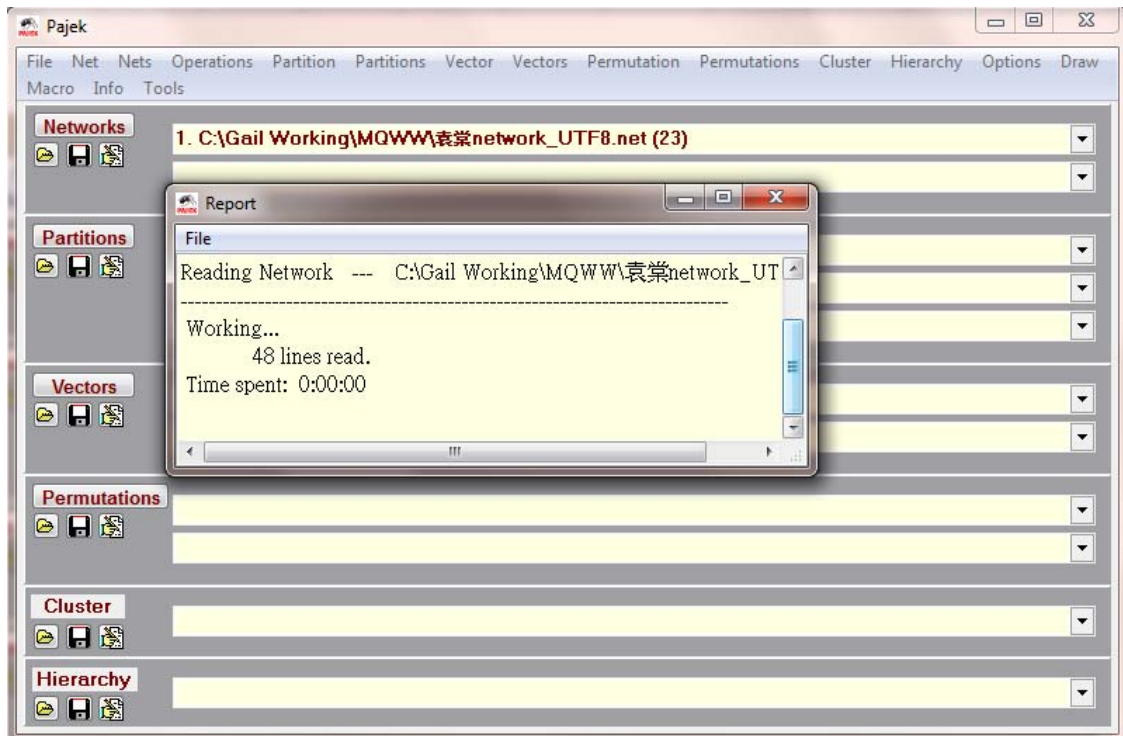 Pajek
File Net Nets Operations Partition Partitions Vector Vectors Permutation Permutations Cluster Hierarchy Options Draw
Macro Info Tools
Networks
1. C:\Gail Working\MQWW\袁棠network_UTF8.net (23)
Report
File
Reading Network --- C:\Gail Working\MQWW\袁棠network_UT
--------------------------------------------------------------------------------
Working...
48 lines read.
Time spent: 0:00:00
Partitions
Vectors
Permutations
Cluster
Hierarchy